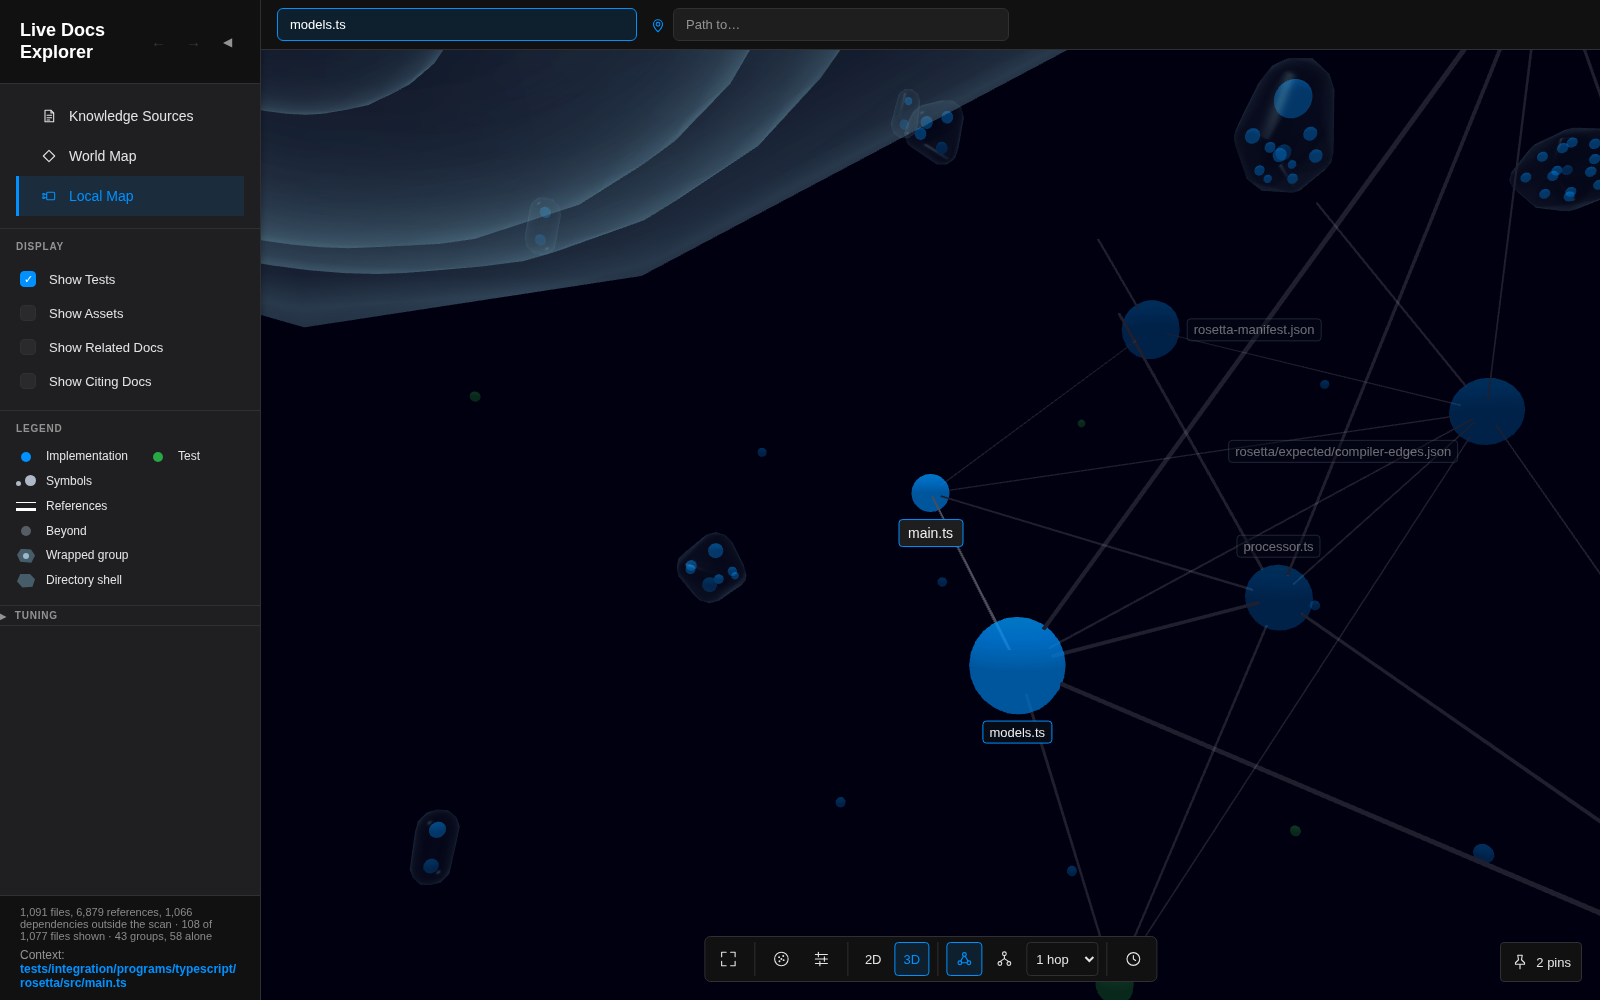 Live Docs
Explorer
models.ts
Path to…
Knowledge Sources
World Map
Local Map
DISPLAY
Show Tests
Show Assets
Show Related Docs
Show Citing Docs
LEGEND
Implementation
Test
Symbols
References
Beyond
Wrapped group
Directory shell
TUNING
1,091 files, 6,879 references, 1,066
dependencies outside the scan · 108 of
1,077 files shown · 43 groups, 58 alone
Context:
tests/integration/programs/typescript/
rosetta/src/main.ts
rosetta-manifest.json
rosetta/expected/compiler-edges.json
main.ts
processor.ts
models.ts
2D
3D
1 hop
2 pins